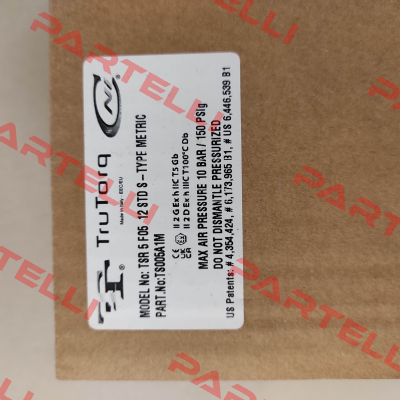 TruTorq
Made in Italy -EEC/EU
MODEL No: TSR 5 F05 .12 STD S-TYPE METRIC
PART.No:TS005A1M
II 2 G Ex h IIC T5 Gb
II 2 D Ex h IIIC T100°C Db
MAX AIR PRESSURE 10 BAR / 150 PSIg
DO NOT DISMANTLE PRESSURIZED
US Patents: # 4,354,424, # 6,173,965 B1, # US 6,446,539 B1
PARTELLI
PARTELLI
PARTELLI
PARTELLI